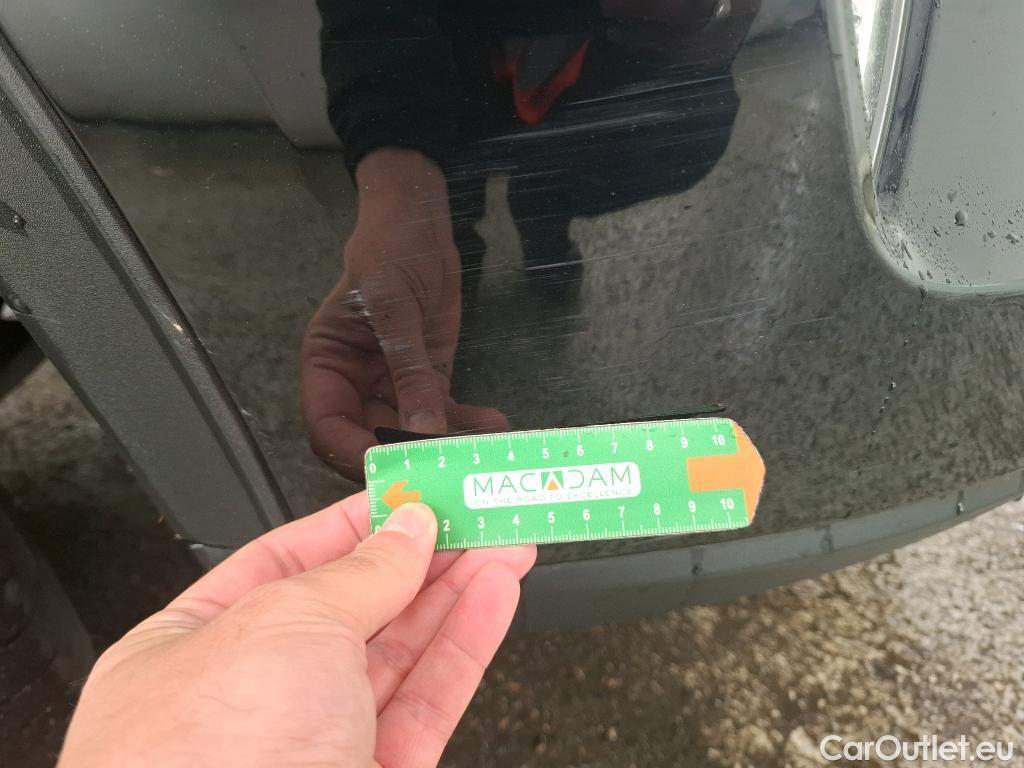 0 1 2 3 4 5 6 7 8 9 10
MACADAM
ON THE ROAD TO EXCELLENCE
0 2 3 4 5 6 7 8 9 10
CarOutlet.eu